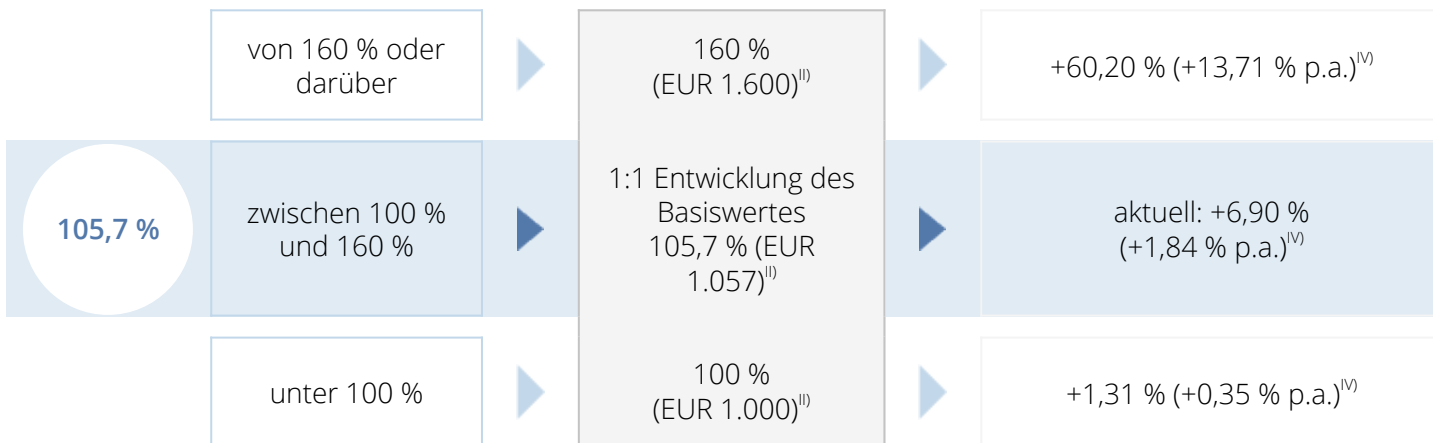 von 160 % oder
darüber
160 %
(EUR 1.600)II)
+60,20 % (+13,71 % p.a.)IV)
105,7 %
zwischen 100 %
und 160 %
1:1 Entwicklung des
Basiswertes
105,7 % (EUR
1.057)II)
aktuell: +6,90 %
(+1,84 % p.a.)IV)
unter 100 %
100 %
(EUR 1.000)II)
+1,31 % (+0,35 % p.a.)IV)